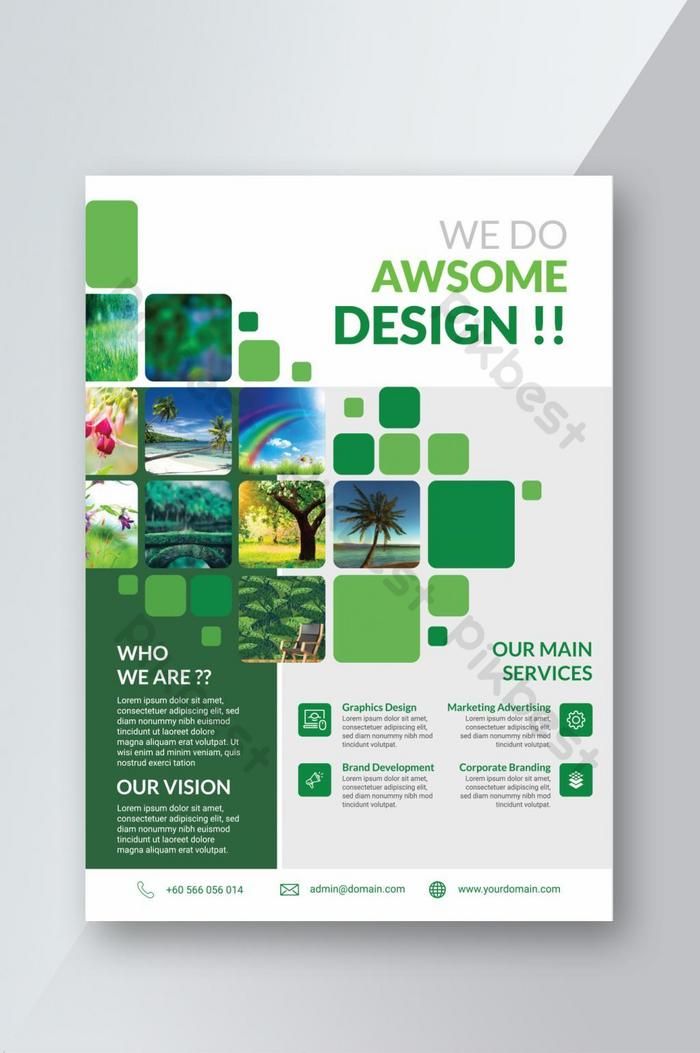 WE DO
AWSOME
DESIGN !!
WHO
WE ARE ??
Lorem ipsum dolor sit amet,
consectetuer adipiscing elit, sed
diam nonummy nibh euismod
tincidunt ut laoreet dolore
magna aliquam erat volutpat. Ut
wisi enim ad minim veniam, quis
nostrud exerci tation
OUR VISION
Lorem ipsum dolor sit amet,
consectetuer adipiscing elit, sed
diam nonummy nibh euismod
tincidunt ut laoreet dolore
magna aliquam erat volutpat.
OUR MAIN
SERVICES
Graphics Design
Lorem ipsum dolor sit amet,
consectetuer adipiscing elit, sed
diam nonummy nibh mod
tincidunt volutpat.
Marketing Advertising
Lorem ipsum dolor sit amet,
consectetuer adipiscing elit, sed
diam nonummy nibh mod
tincidunt volutpat.
Brand Development
Lorem ipsum dolor sit amet,
consectetuer adipiscing elit, sed
diam nonummy nibh mod
tincidunt volutpat.
Corporate Branding
Lorem ipsum dolor sit amet,
consectetuer adipiscing elit, sed
diam nonummy nibh mod
tincidunt volutpat.
+60 566 056 014
admin@domain.com
www.yourdomain.com
pikbest
pikbest